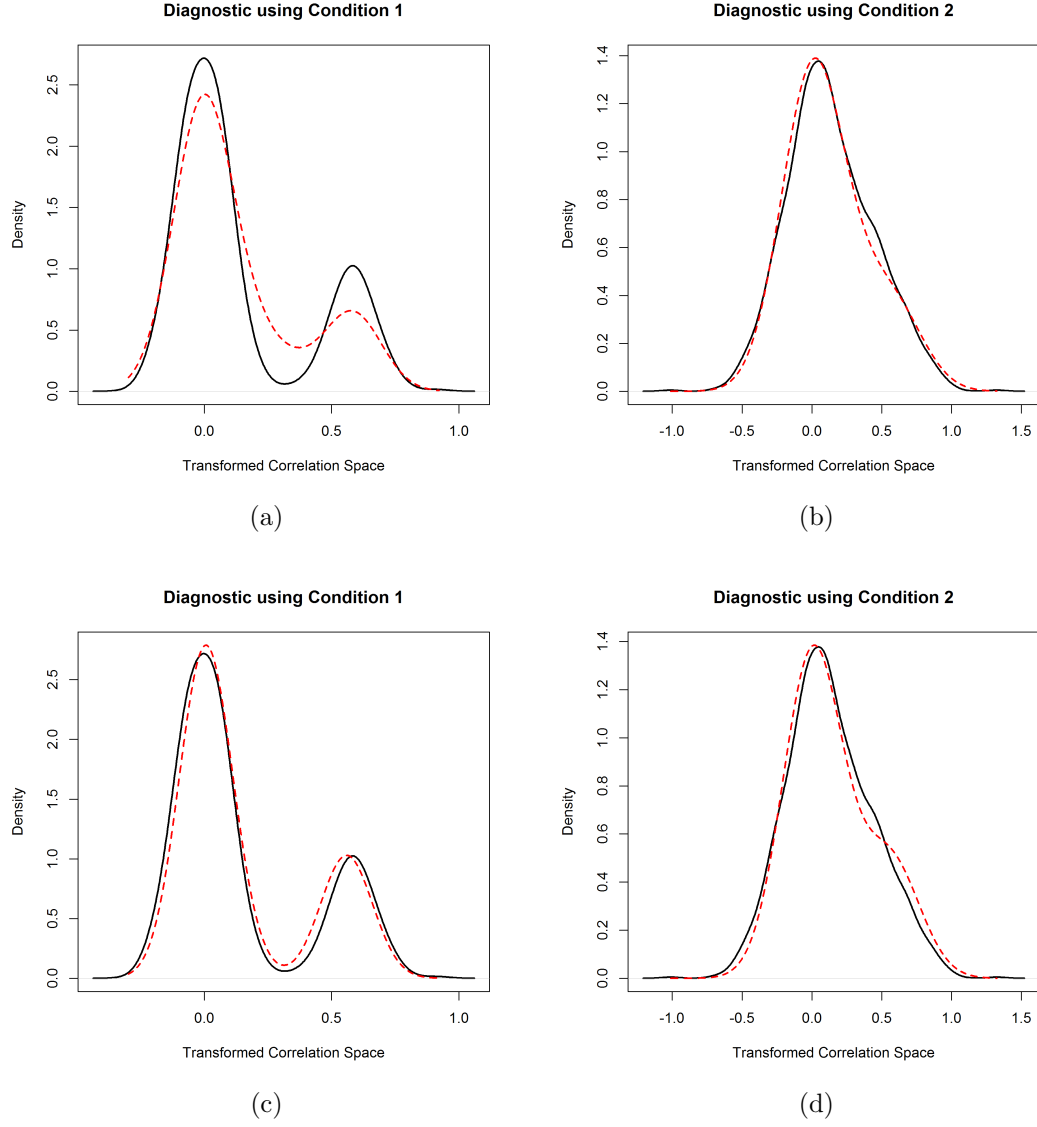 Diagnostic using Condition 1
Density
0.0 0.5 1.0 1.5 2.0 2.5
0.0 0.5 1.0
Transformed Correlation Space
(a)
Diagnostic using Condition 2
Density
0.0 0.2 0.4 0.6 0.8 1.0 1.2 1.4
-1.0 -0.5 0.0 0.5 1.0 1.5
Transformed Correlation Space
(b)
Diagnostic using Condition 1
Density
0.0 0.5 1.0 1.5 2.0 2.5
0.0 0.5 1.0
Transformed Correlation Space
(c)
Diagnostic using Condition 2
Density
0.0 0.2 0.4 0.6 0.8 1.0 1.2 1.4
-1.0 -0.5 0.0 0.5 1.0 1.5
Transformed Correlation Space
(d)